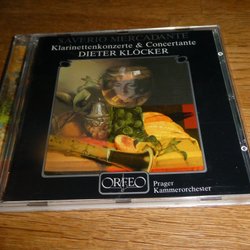 SAVERIO MERCADANTE
Klarinettenkonzerte & Concertante
DIETER KLÖCKER
ORFEO
Prager
Kammerorchester